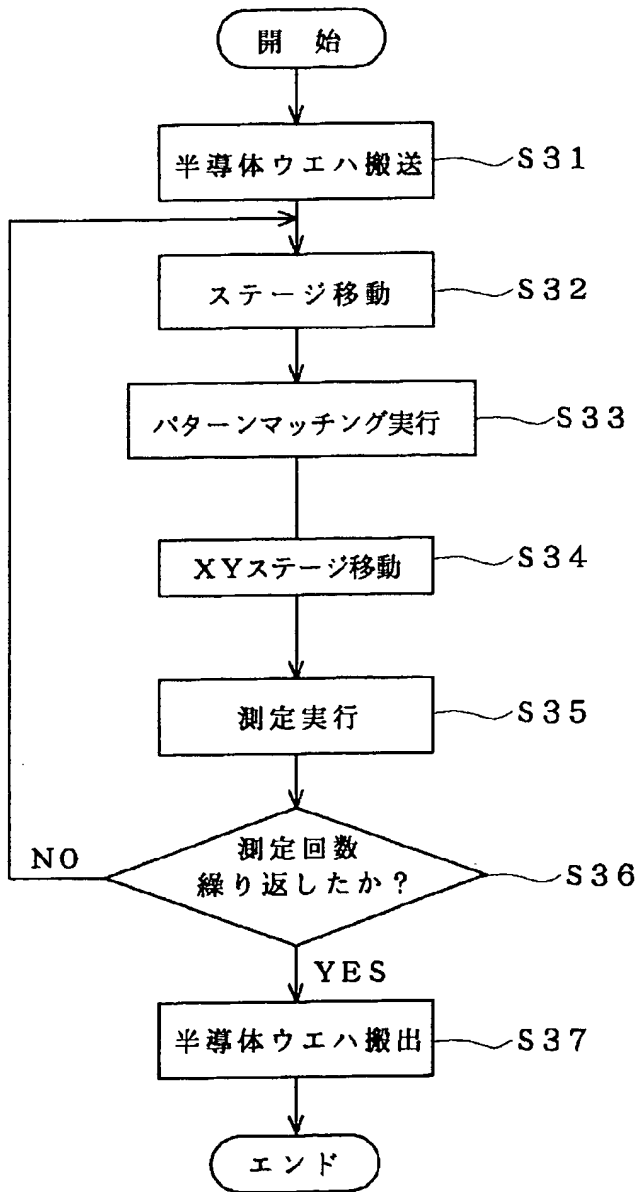 開 始
半導体ウエハ搬送
S31
ステージ移動
S32
パターンマッチング実行
S33
XYステージ移動
S34
測定実行
S35
測定回数
繰り返したか?
NO
S36
YES
半導体ウエハ搬出
S37
エンド